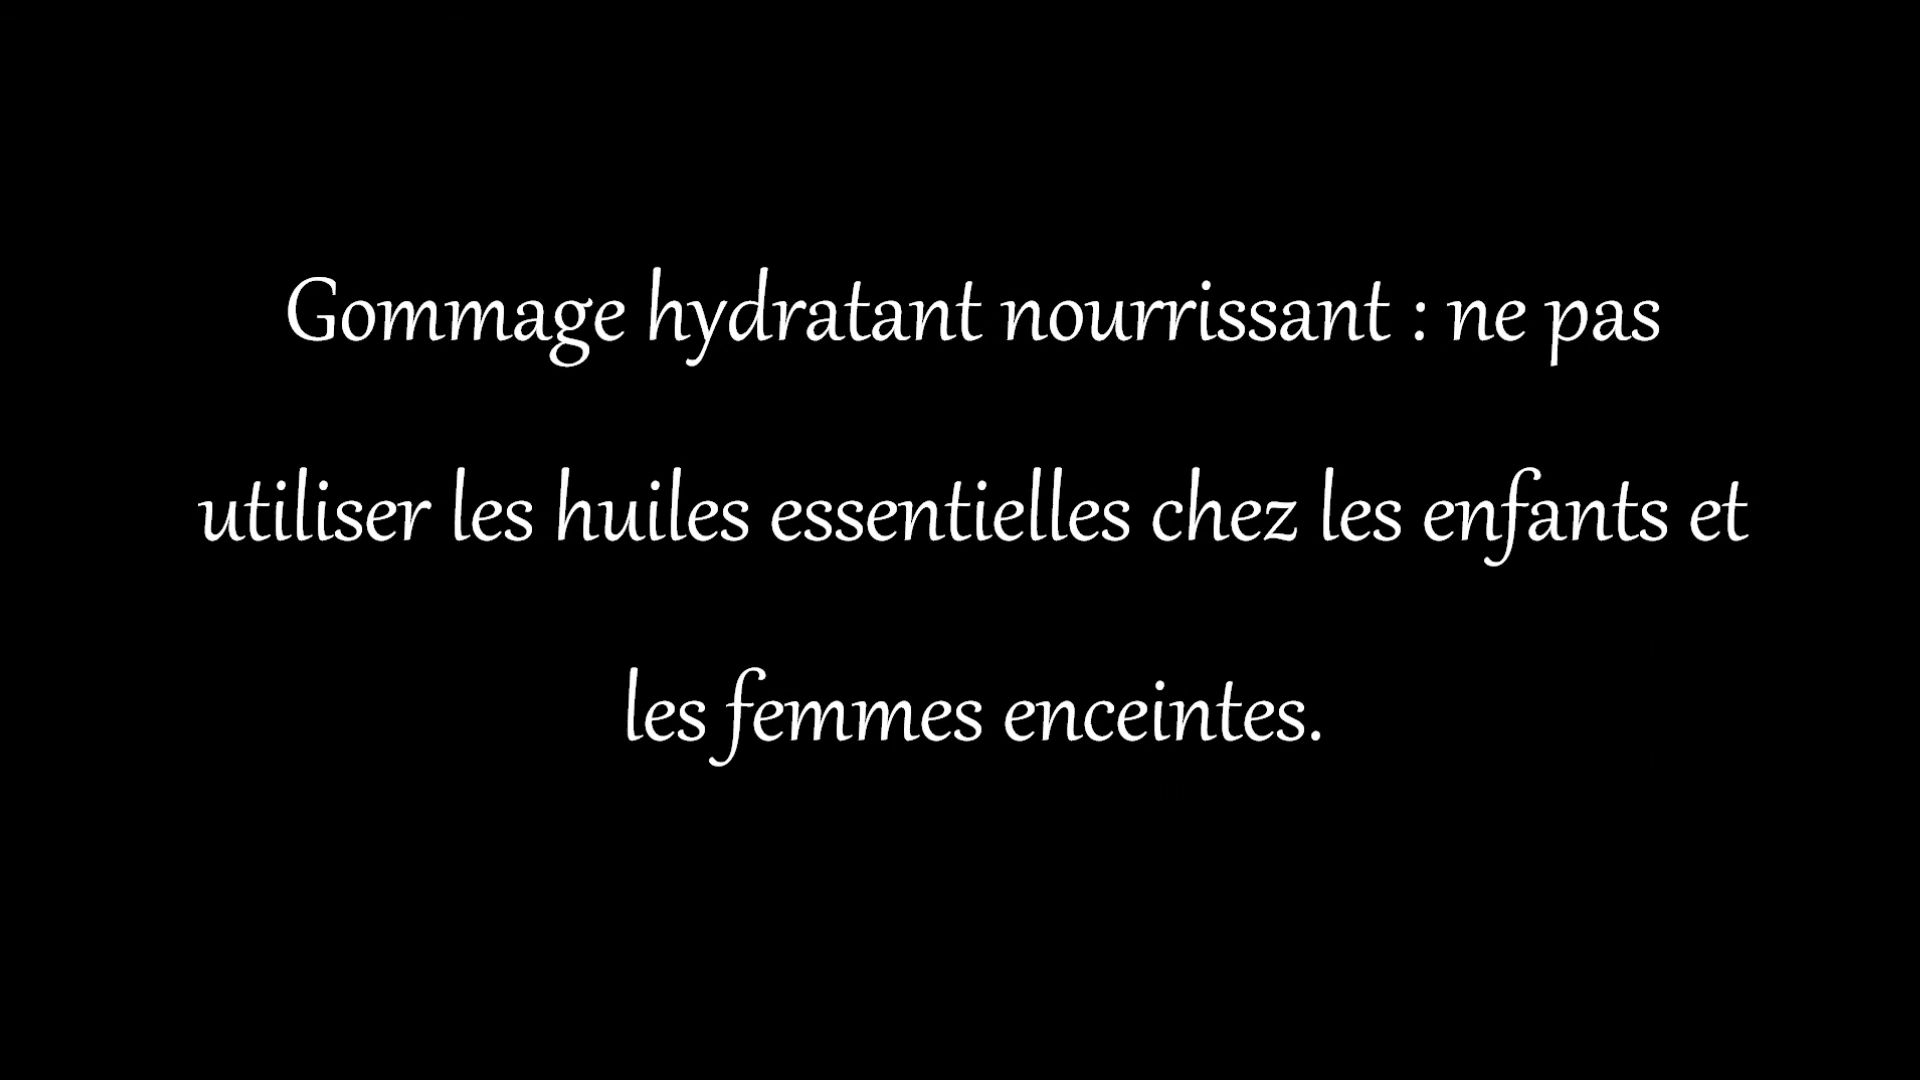 Gommage hydratant nourrissant : ne pas
utiliser les huiles essentielles chez les enfants et
les femmes enceintes.